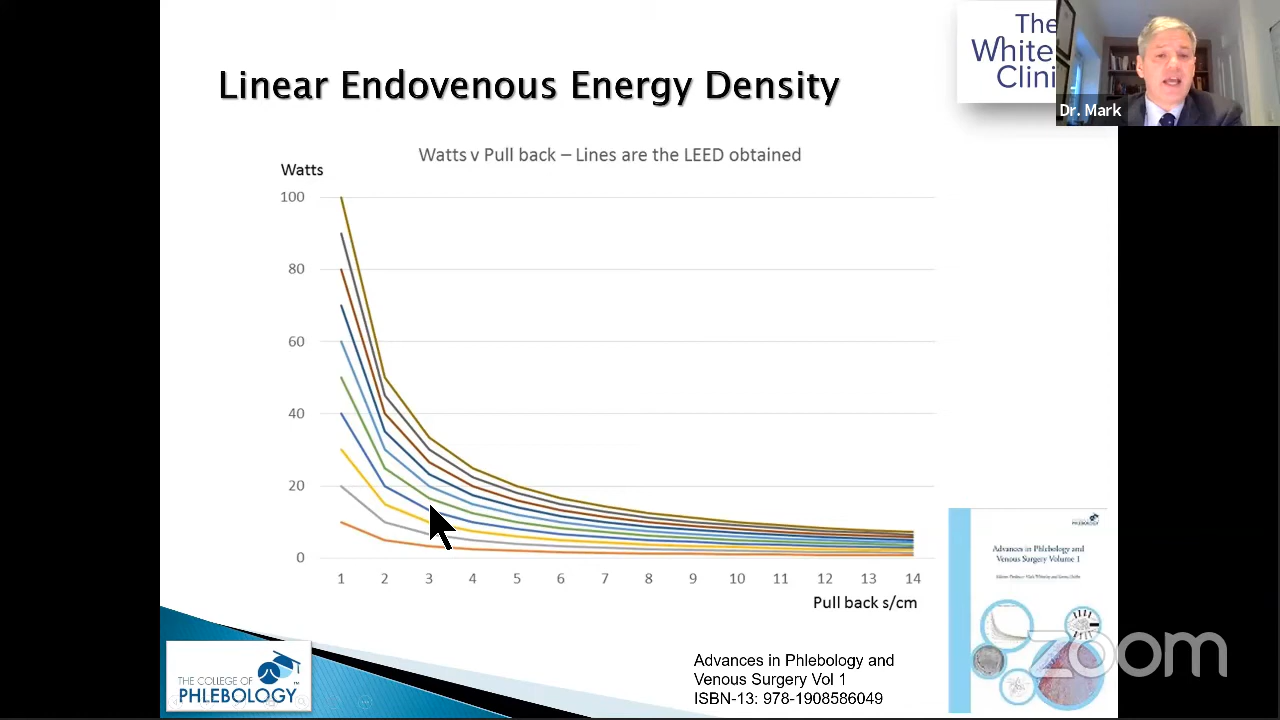 Linear Endovenous Energy Density
The
White
Clini
Dr. Mark
Watts v Pull back – Lines are the LEED obtained
Watts
100
80
60
40
20
0
1 2 3 4 5 6 7 8 9 10 11 12 13 14
Pull back s/cm
PHLEBOLOGY
Advances in Phlebology and
Venous Surgery Volume 1
zoom
THE COLLEGE OF
PHLEBOLOGY
TM
Advances in Phlebology and
Venous Surgery Vol 1
ISBN-13: 978-1908586049